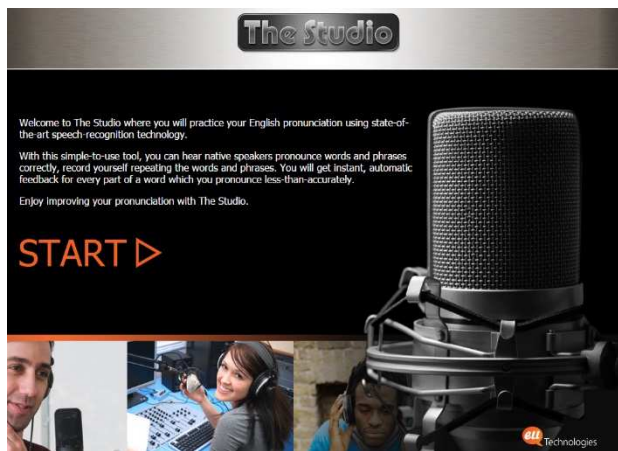 The Studio
Welcome to The Studio where you will practice your English pronunciation using state-of-
the-art speech-recognition technology.
With this simple-to-use tool, you can hear native speakers pronounce words and phrases
correctly, record yourself repeating the words and phrases. You will get instant, automatic
feedback for every part of a word which you pronounce less-than-accurately.
Enjoy improving your pronunciation with The Studio.
START
eu Technologies